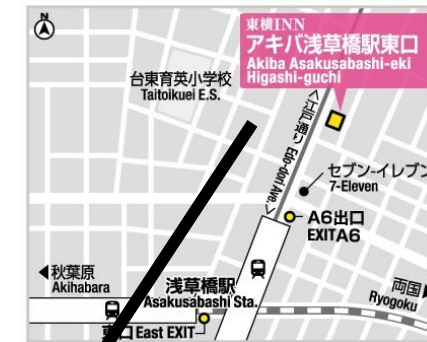 N
東横INN
アキバ浅草橋駅東口
Akiba Asakusabashi-eki
Higashi-guchi
台東育英小学校
Taitoikuei E.S.
<江戸通り Edo-dori Ave.>
セブン-イレブン
7-Eleven
A6出口
EXIT A6
秋葉原
Akihabara
浅草橋駅
Asakusabashi Sta.
両国
Ryogoku
口 East EXIT